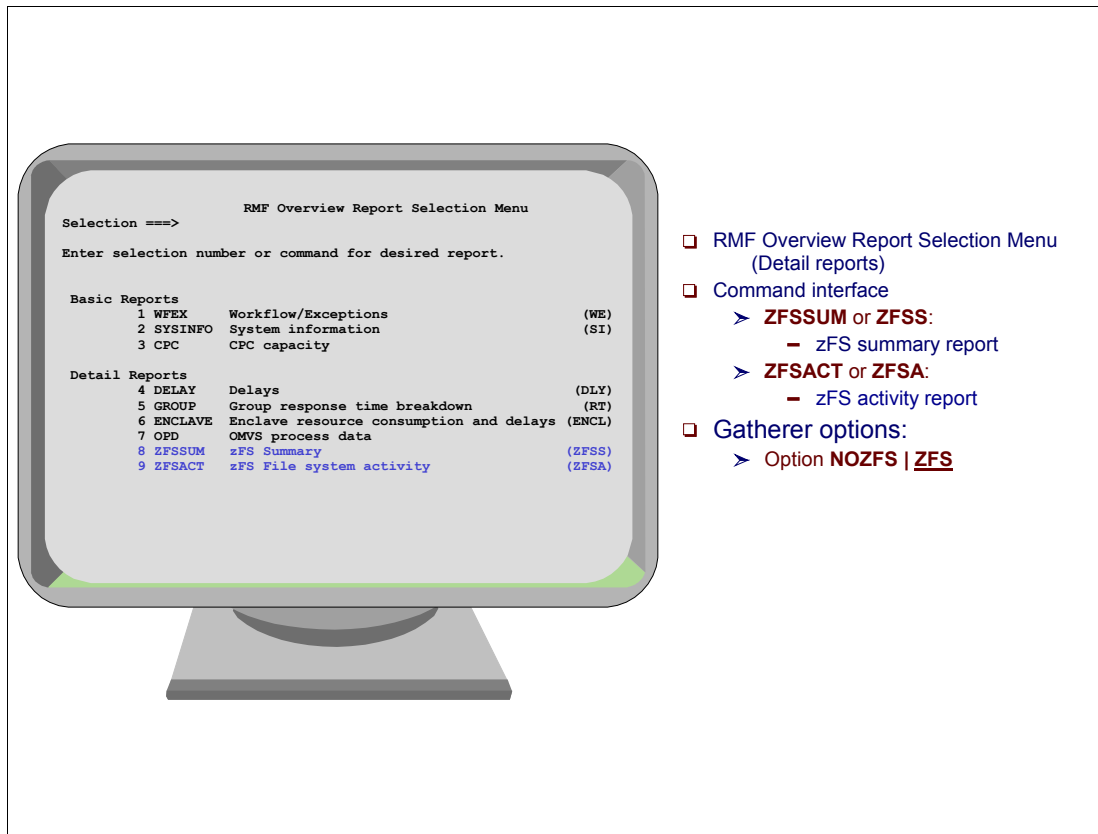 RMF Overview Report Selection Menu
Selection ===>
Enter selection number or command for desired report.
Basic Reports
1 WFEX Workflow/Exceptions (WE)
2 SYSINFO System information (SI)
3 CPC CPC capacity
Detail Reports
4 DELAY Delays (DLY)
5 GROUP Group response time breakdown (RT)
6 ENCLAVE Enclave resource consumption and delays (ENCL)
7 OPD OMVS process data
8 ZFSSUM zFS Summary (ZFSS)
9 ZFSACT zFS File system activity (ZFSA)
RMF Overview Report Selection Menu
(Detail reports)
Command interface
ZFSSUM or ZFSS:
– zFS summary report
ZFSACT or ZFSA:
– zFS activity report
Gatherer options:
Option NOZFS | ZFS